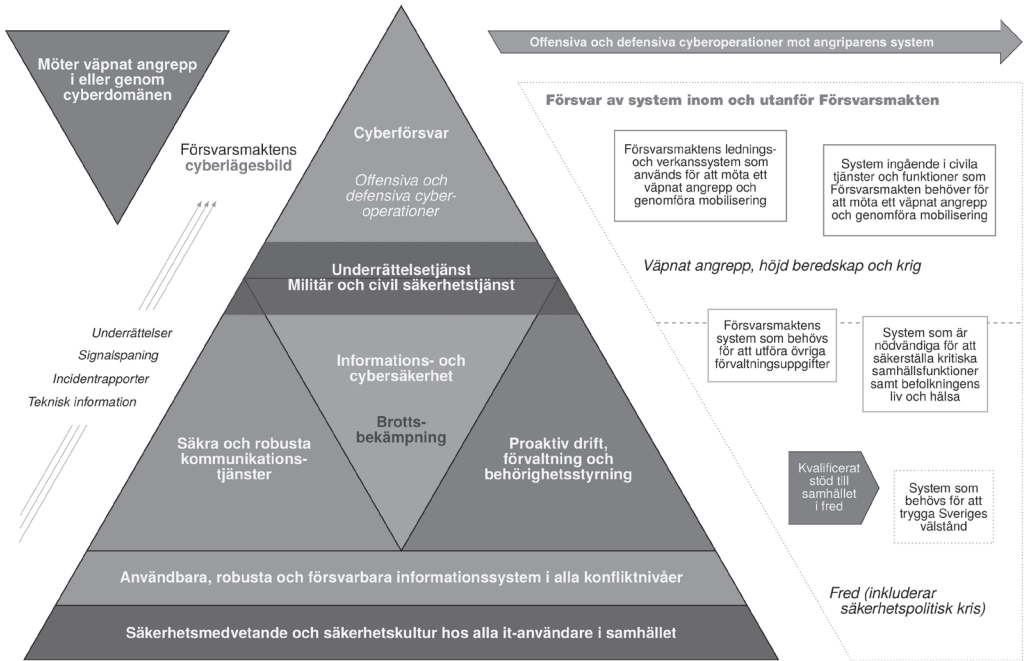 Möter väpnat angrepp
i eller genom
cyberdomänen
Försvarsmaktens
cyberlägesbild
Underrättelser
Signalspaning
Incidentrapporter
Teknisk information
Cyberförsvar
Offensiva och
defensiva cyber-
operationer
Underrättelsetjänst
Militär och civil säkerhetstjänst
Informations- och
cybersäkerhet
Brotts-
bekämpning
Säkra och robusta
kommunikations-
tjänster
Proaktiv drift,
förvaltning och
behörighetsstyrning
Användbara, robusta och försvarbara informationssystem i alla konfliktnivåer
Säkerhetsmedvetande och säkerhetskultur hos alla it-användare i samhället
Offensiva och defensiva cyberoperationer mot angriparens system
Försvar av system inom och utanför Försvarsmakten
Försvarsmaktens lednings-
och verkanssystem som
används för att möta ett
väpnat angrepp och
genomföra mobilisering
System ingående i civila
tjänster och funktioner som
Försvarsmakten behöver för
att möta ett väpnat angrepp
och genomföra mobilisering
Väpnat angrepp, höjd beredskap och krig
Försvarsmaktens
system som behövs
för att utföra övriga
förvaltningsuppgifter
System som är
nödvändiga för att
säkerställa kritiska
samhällsfunktioner
samt befolkningens
liv och hälsa
Kvalificerat
stöd till
samhället
i fred
System som
behövs för att
trygga Sveriges
välstånd
Fred (inkluderar
säkerhetspolitisk kris)